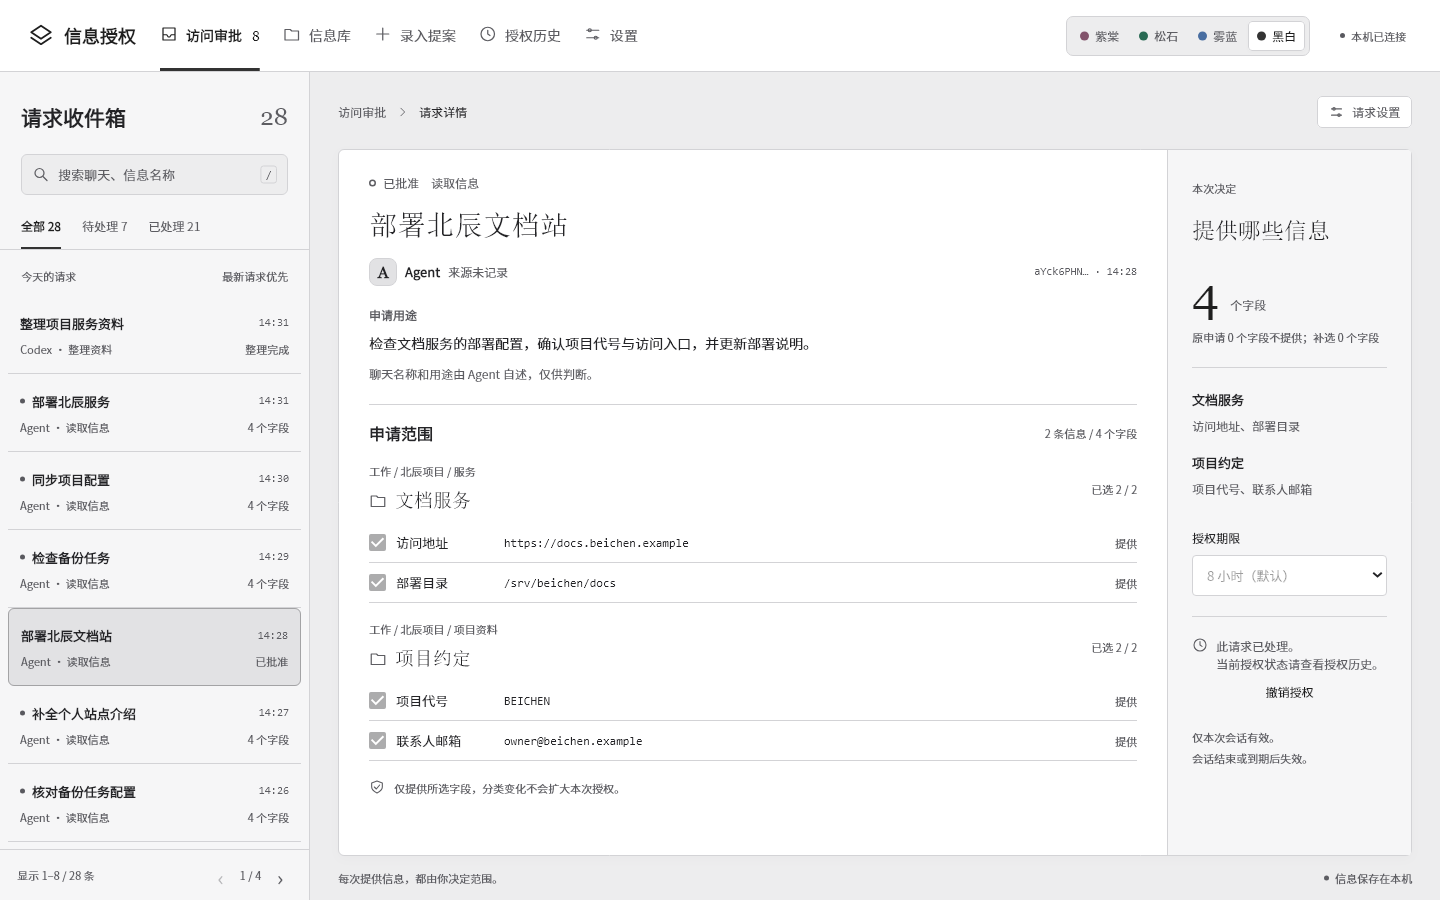 信息授权
访问审批 8
信息库
录入提案
授权历史
设置
紫棠
松石
雾蓝
黑白
本机已连接
请求收件箱 28
搜索聊天、信息名称 /
全部 28
待处理 7
已处理 21
今天的请求 最新请求优先
整理项目服务资料 14:31
Codex · 整理资料 整理完成
部署北辰服务 14:31
Agent · 读取信息 4 个字段
同步项目配置 14:30
Agent · 读取信息 4 个字段
检查备份任务 14:29
Agent · 读取信息 4 个字段
部署北辰文档站 14:28
Agent · 读取信息 已批准
补全个人站点介绍 14:27
Agent · 读取信息 4 个字段
核对备份任务配置 14:26
Agent · 读取信息 4 个字段
显示 1–8 / 28 条 ‹ 1 / 4 ›
访问审批 > 请求详情
请求设置
已批准 读取信息
部署北辰文档站
A Agent 来源未记录 aYck6PHN… · 14:28
申请用途
检查文档服务的部署配置，确认项目代号与访问入口，并更新部署说明。
聊天名称和用途由 Agent 自述，仅供判断。
申请范围 2 条信息 / 4 个字段
工作 / 北辰项目 / 服务
文档服务 已选 2 / 2
访问地址 https://docs.beichen.example 提供
部署目录 /srv/beichen/docs 提供
工作 / 北辰项目 / 项目资料
项目约定 已选 2 / 2
项目代号 BEICHEN 提供
联系人邮箱 owner@beichen.example 提供
仅提供所选字段，分类变化不会扩大本次授权。
本次决定
提供哪些信息
4 个字段
原申请 0 个字段不提供；补选 0 个字段
文档服务
访问地址、部署目录
项目约定
项目代号、联系人邮箱
授权期限
8 小时（默认）
此请求已处理。
当前授权状态请查看授权历史。
撤销授权
仅本次会话有效。
会话结束或到期后失效。
每次提供信息，都由你决定范围。
信息保存在本机